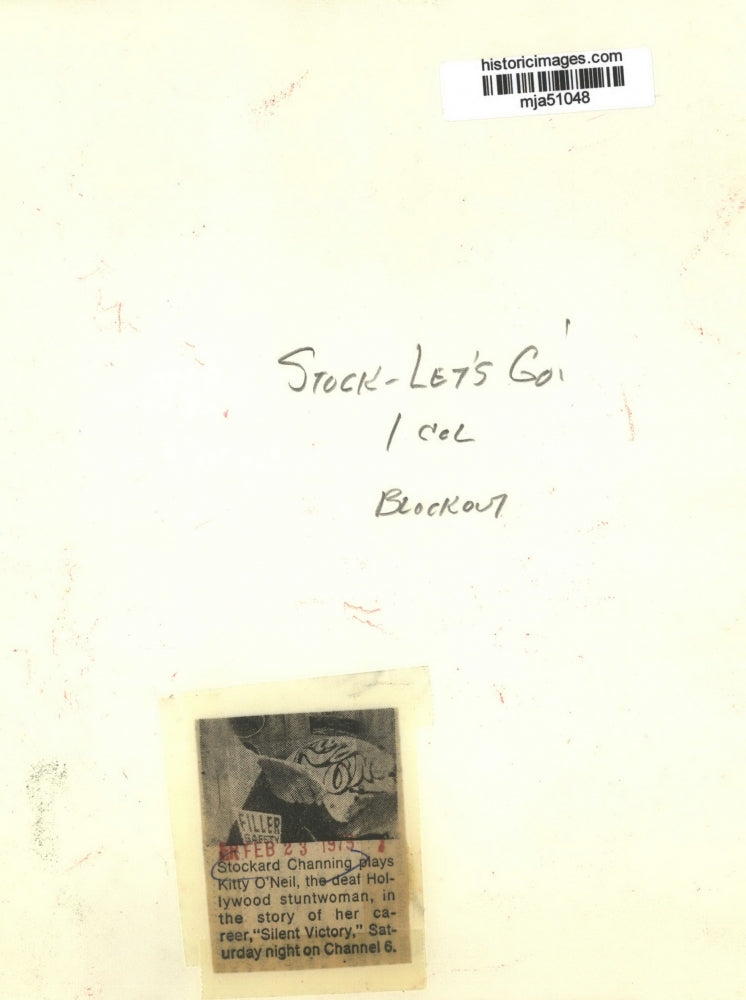 historicimages.com
mja51048
STOCK-LET'S GO!
1 COL
BLOCKOUT
FILLER
SAFETY
FEB 23 1979
Stockard Channing plays
Kitty O'Neil, the deaf Hol-
lywood stuntwoman, in
the story of her ca-
reer, "Silent Victory," Sat-
urday night on Channel 6.